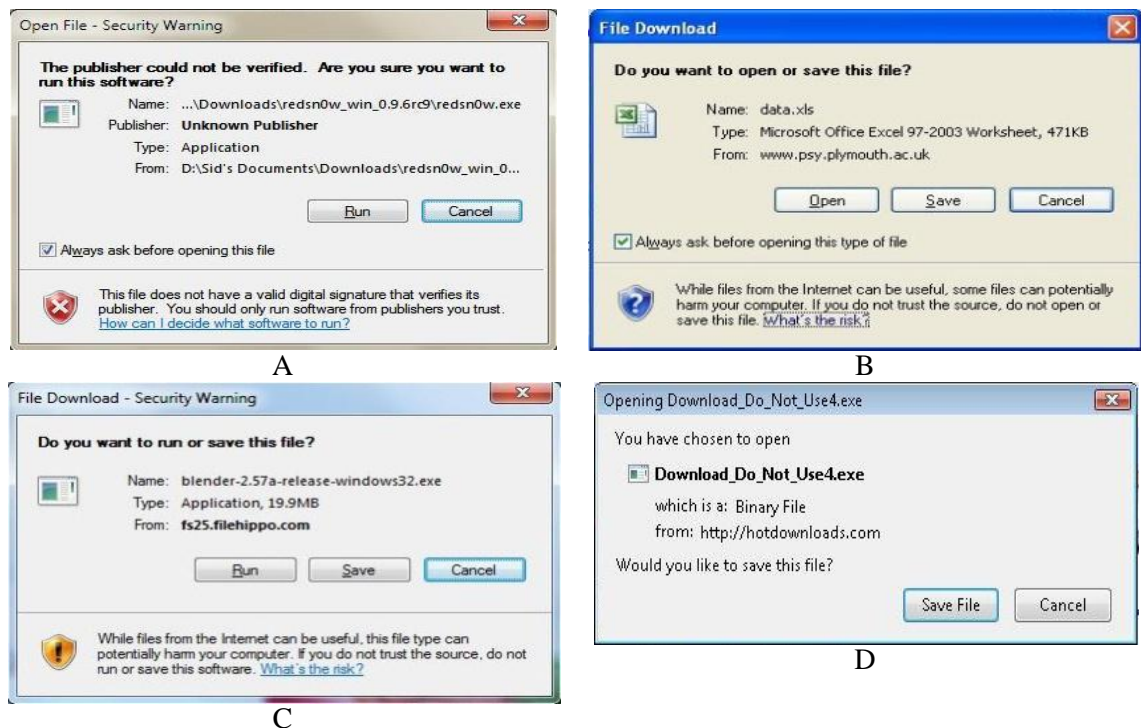 Open File - Security Warning
The publisher could not be verified. Are you sure you want to
run this software?
Name: ...\Downloads\redsn0w_win_0.9.6rc9\redsn0w.exe
Publisher: Unknown Publisher
Type: Application
From: D:\Sid's Documents\Downloads\redsn0w_win_0...
Run Cancel
Always ask before opening this file
This file does not have a valid digital signature that verifies its
publisher. You should only run software from publishers you trust.
How can I decide what software to run?
A
File Download
Do you want to open or save this file?
Name: data.xls
Type: Microsoft Office Excel 97-2003 Worksheet, 471KB
From: www.psy.plymouth.ac.uk
Open Save Cancel
Always ask before opening this type of file
While files from the Internet can be useful, some files can potentially
harm your computer. If you do not trust the source, do not open or
save this file. What's the risk?
B
File Download - Security Warning
Do you want to run or save this file?
Name: blender-2.57a-release-windows32.exe
Type: Application, 19.9MB
From: fs25.filehippo.com
Run Save Cancel
While files from the Internet can be useful, this file type can
potentially harm your computer. If you do not trust the source, do not
run or save this software. What's the risk?
C
Opening Download_Do_Not_Use4.exe
You have chosen to open
Download_Do_Not_Use4.exe
which is a: Binary File
from: http://hotdownloads.com
Would you like to save this file?
Save File Cancel
D